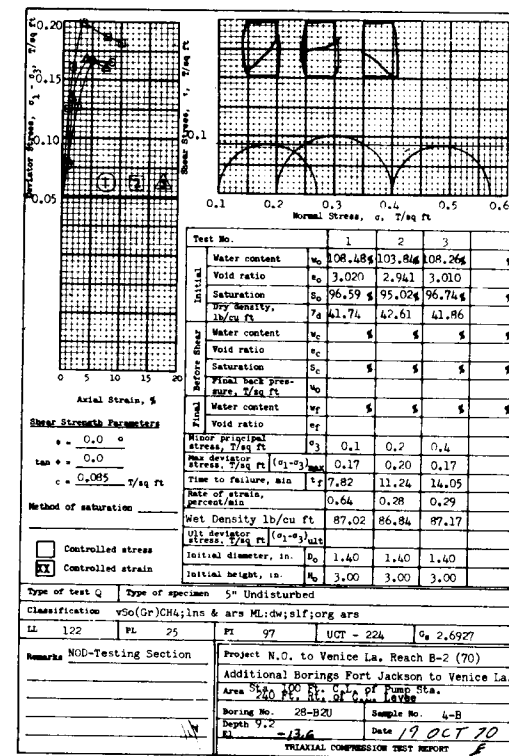 0.20
0.15
0.10
0.05
Deviator Stress, σ1 - σ3, T/sq ft
1 2 3
0 5 10 15 20
Axial Strain, %
Shear Stress, τ, T/sq ft
0.1
0.1 0.2 0.3 0.4 0.5 0.6
Normal Stress, σ, T/sq ft
Shear Strength Parameters
φ = 0.0 °
tan φ = 0.0
c = 0.085 T/sq ft
Method of saturation
Controlled stress
XX Controlled strain
Test No. 1 2 3
Initial
Water content w₀ 108.48% 103.84% 108.26% %
Void ratio e₀ 3.020 2.941 3.010
Saturation S₀ 96.59 % 95.02% 96.74% %
Dry density, lb/cu ft γd 41.74 42.61 41.86
Before Shear
Water content wc % % % %
Void ratio ec
Saturation Sc % % % %
Final back pressure, T/sq ft u₀
Final
Water content wf % % % %
Void ratio ef
Minor principal stress, T/sq ft σ3 0.1 0.2 0.4
Max deviator stress, T/sq ft (σ1-σ3)max 0.17 0.20 0.17
Time to failure, min tf 7.82 11.24 14.05
Rate of strain, percent/min 0.64 0.28 0.29
Wet Density lb/cu ft 87.02 86.84 87.17
Ult deviator stress, T/sq ft (σ1-σ3)ult
Initial diameter, in. D₀ 1.40 1.40 1.40
Initial height, in. H₀ 3.00 3.00 3.00
Type of test Q Type of specimen 5" Undisturbed
Classification vSo(Gr)CH4;lns & ars ML;dw;slf;org ars
LL 122 PL 25 PI 97 UCT - 224 Gs 2.6927
Remarks NOD-Testing Section
Project N.O. to Venice La. Reach B-2 (70)
Additional Borings Fort Jackson to Venice La.
Area Sta. 100 Ft. C.L. of Pump Sta.
240 Ft. Rt. of C.L. Levee
Boring No. 28-B2U Sample No. 4-B
Depth 9.2
El -13.6 Date 19 OCT 70
TRIAXIAL COMPRESSION TEST REPORT